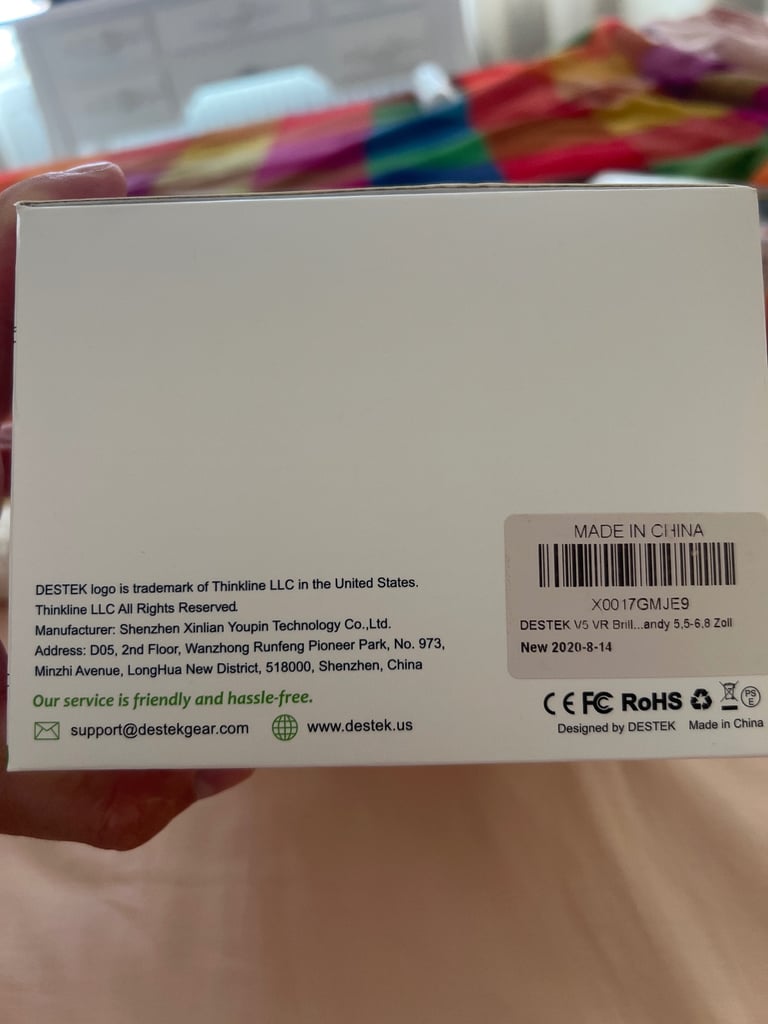 DESTEK logo is trademark of Thinkline LLC in the United States.
Thinkline LLC All Rights Reserved.
Manufacturer: Shenzhen Xinlian Youpin Technology Co.,Ltd.
Address: D05, 2nd Floor, Wanzhong Runfeng Pioneer Park, No. 973,
Minzhi Avenue, LongHua New District, 518000, Shenzhen, China
Our service is friendly and hassle-free.
support@destekgear.com www.destek.us
MADE IN CHINA
X0017GMJE9
DESTEK V5 VR Brill...andy 5,5-6,8 Zoll
New 2020-8-14
CE FC RoHS PS E
Designed by DESTEK Made in China